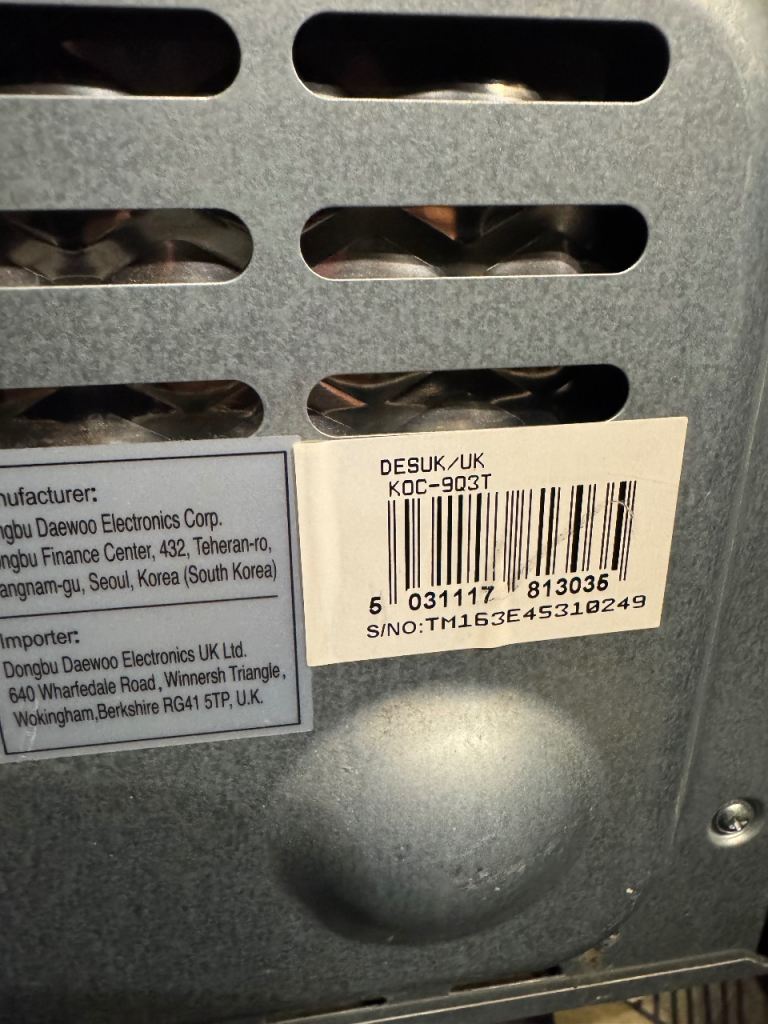 nufacturer:
ngbu Daewoo Electronics Corp.
ongbu Finance Center, 432, Teheran-ro,
angnam-gu, Seoul, Korea (South Korea)
Importer:
Dongbu Daewoo Electronics UK Ltd.
640 Wharfedale Road, Winnersh Triangle,
Wokingham,Berkshire RG41 5TP, U.K.
DESUK/UK
KOC-9Q3T
5 031117 813035
S/NO:TM163E45310249